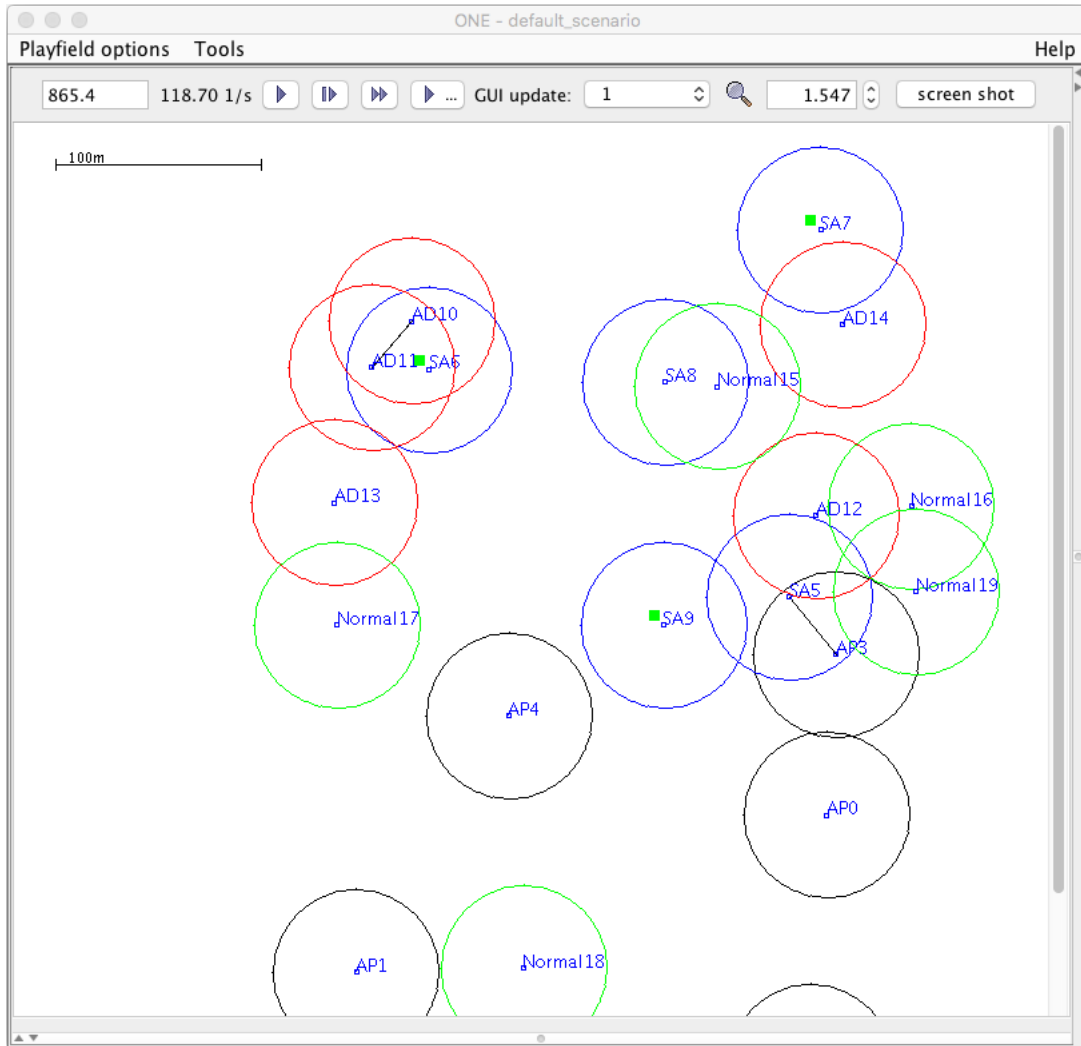 ONE - default_scenario
Playfield options Tools Help
865.4 118.70 1/s ... GUI update: 1 1.547 screen shot
100m
SA7
AD10
AD14
AD11 SA6
SA8 Normal15
AD13
AD12 Normal16
SA5 Normal19
Normal17 SA9
AP3
AP4
AP0
AP1 Normal18